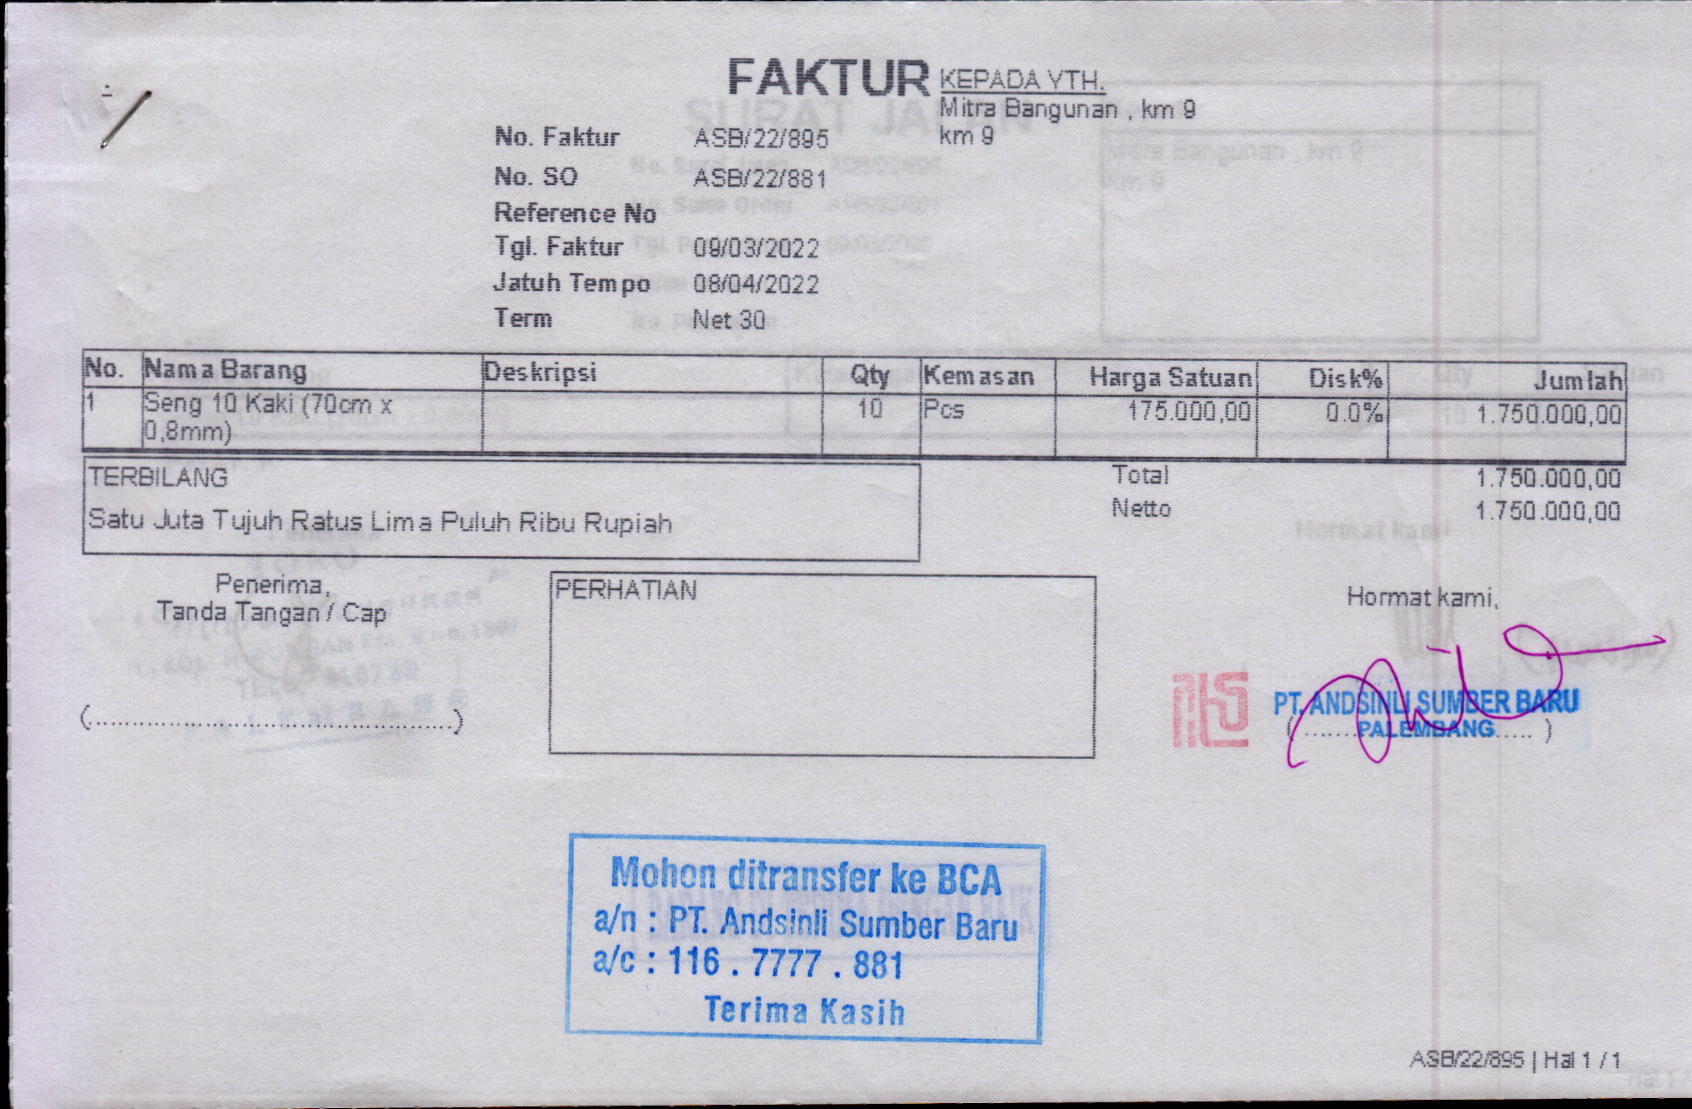 FAKTUR
KEPADA YTH.
Mitra Bangunan , km 9
km 9
No. Faktur ASB/22/895
No. SO ASB/22/881
Reference No
Tgl. Faktur 09/03/2022
Jatuh Tempo 08/04/2022
Term Net 30
No. Nama Barang Deskripsi Qty Kemasan Harga Satuan Disk% Jumlah
1 Seng 10 Kaki (70cm x 10 Pcs 175.000,00 0.0% 1.750.000,00
0,8mm)
TERBILANG
Satu Juta Tujuh Ratus Lima Puluh Ribu Rupiah
Total 1.750.000,00
Netto 1.750.000,00
Penerima,
Tanda Tangan / Cap
(........................................................)
PERHATIAN
Hormat kami,
PT. ANDSINLI SUMBER BARU
PALEMBANG
Mohon ditransfer ke BCA
a/n : PT. Andsinli Sumber Baru
a/c : 116 . 7777 . 881
Terima Kasih
ASB/22/895 | Hal 1 / 1